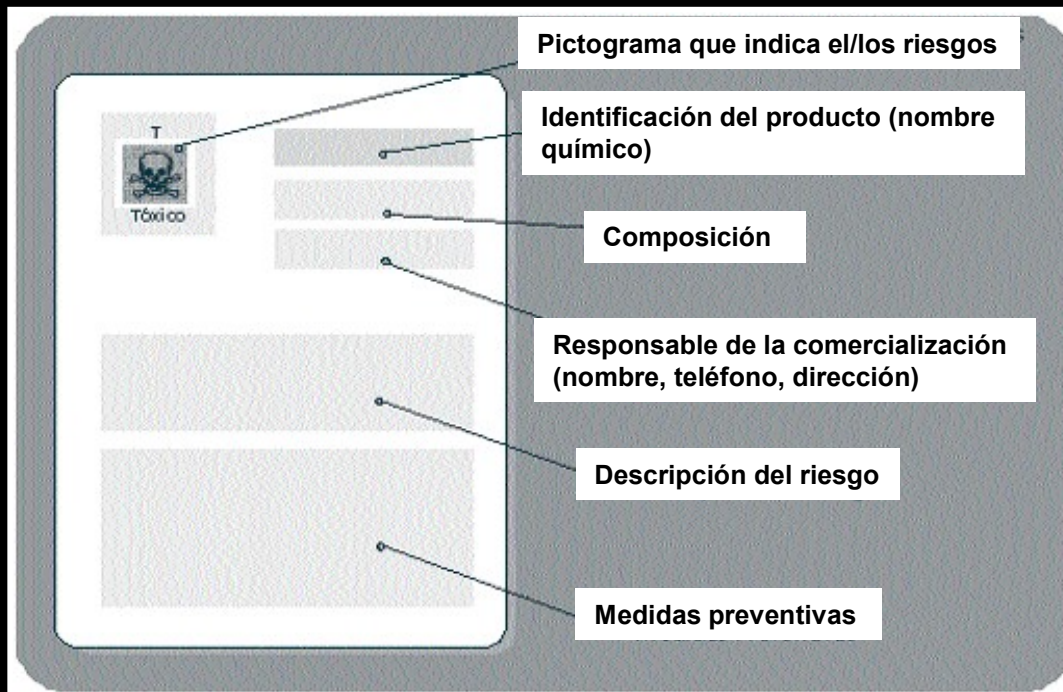 Pictograma que indica el/los riesgos
T
Tóxico
Identificación del producto (nombre
químico)
Composición
Responsable de la comercialización
(nombre, teléfono, dirección)
Descripción del riesgo
Medidas preventivas